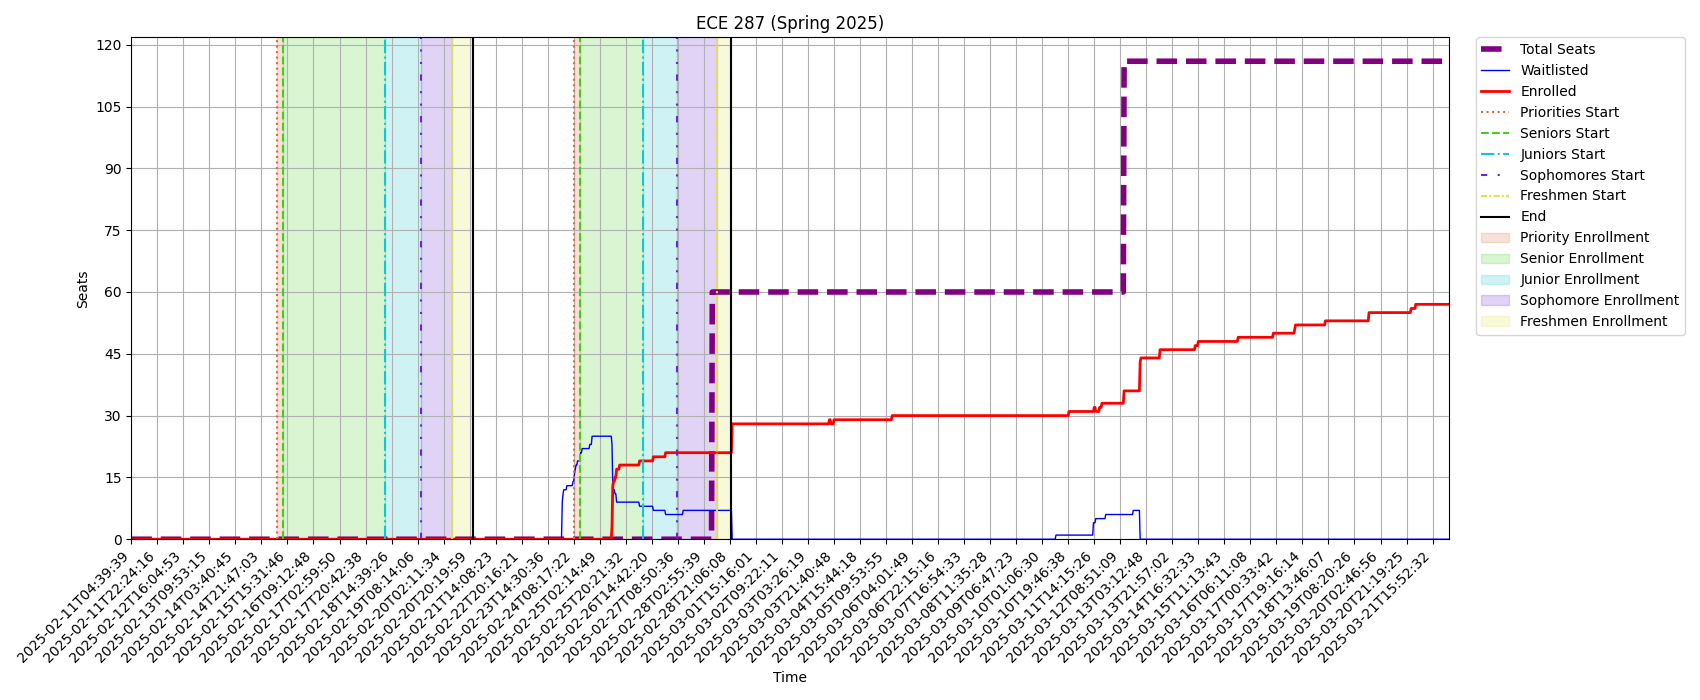 ECE 287 (Spring 2025)
120
105
90
75
60
45
30
15
0
Seats
2025-02-11T04:39:39
2025-02-11T22:24:16
2025-02-12T16:04:53
2025-02-13T09:53:15
2025-02-14T03:40:45
2025-02-14T21:47:03
2025-02-15T15:31:46
2025-02-16T09:12:48
2025-02-17T02:59:50
2025-02-17T20:42:38
2025-02-18T14:39:26
2025-02-19T08:14:06
2025-02-20T02:11:34
2025-02-20T20:19:59
2025-02-21T14:08:23
2025-02-22T20:16:21
2025-02-23T14:30:36
2025-02-24T08:17:22
2025-02-25T02:14:49
2025-02-25T20:21:32
2025-02-26T14:42:20
2025-02-27T08:50:36
2025-02-28T02:55:39
2025-02-28T21:06:08
2025-03-01T15:16:01
2025-03-02T09:22:11
2025-03-03T03:26:19
2025-03-03T21:40:48
2025-03-04T15:44:18
2025-03-05T09:53:55
2025-03-06T04:01:49
2025-03-06T22:15:16
2025-03-07T16:54:33
2025-03-08T11:35:28
2025-03-09T06:47:23
2025-03-10T01:06:30
2025-03-10T19:46:38
2025-03-11T14:15:26
2025-03-12T08:51:09
2025-03-13T03:12:48
2025-03-13T21:57:02
2025-03-14T16:32:33
2025-03-15T11:13:43
2025-03-16T06:11:08
2025-03-17T00:33:42
2025-03-17T19:16:14
2025-03-18T13:46:07
2025-03-19T08:20:26
2025-03-20T02:46:56
2025-03-20T21:19:25
2025-03-21T15:52:32
Time
Total Seats
Waitlisted
Enrolled
Priorities Start
Seniors Start
Juniors Start
Sophomores Start
Freshmen Start
End
Priority Enrollment
Senior Enrollment
Junior Enrollment
Sophomore Enrollment
Freshmen Enrollment